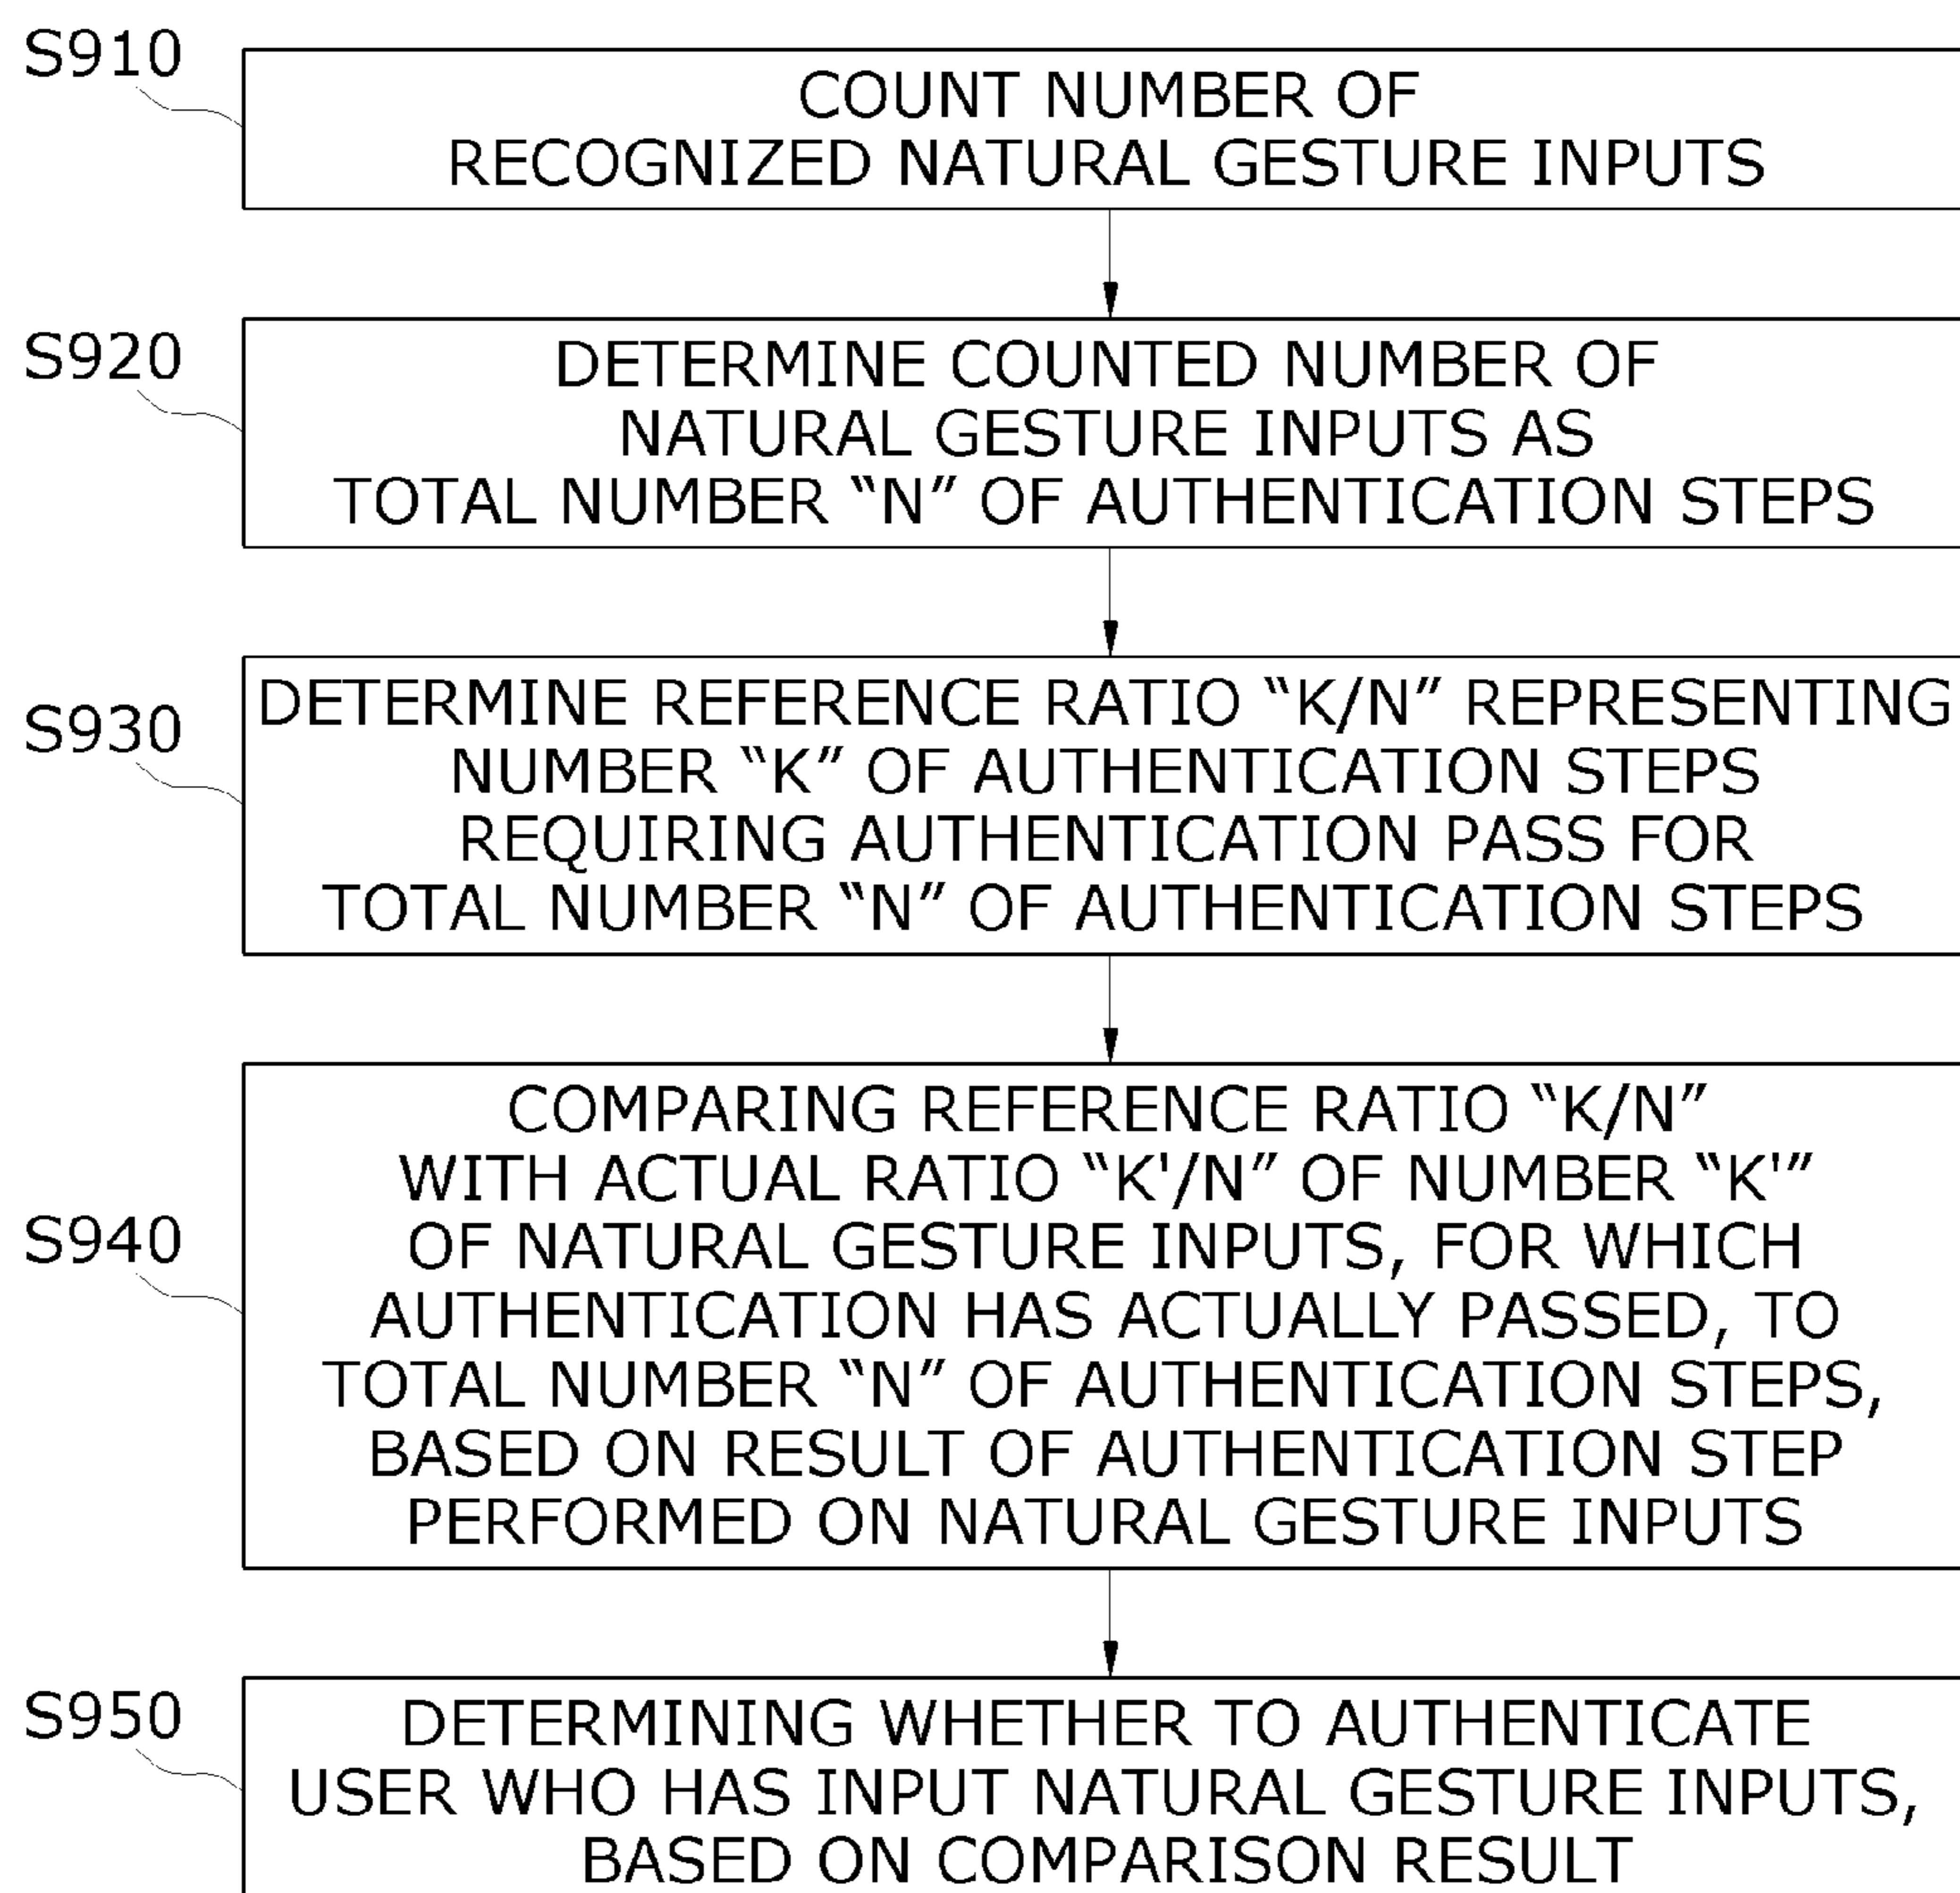 S910
COUNT NUMBER OF
RECOGNIZED NATURAL GESTURE INPUTS
S920
DETERMINE COUNTED NUMBER OF
NATURAL GESTURE INPUTS AS
TOTAL NUMBER “N” OF AUTHENTICATION STEPS
S930
DETERMINE REFERENCE RATIO “K/N” REPRESENTING
NUMBER “K” OF AUTHENTICATION STEPS
REQUIRING AUTHENTICATION PASS FOR
TOTAL NUMBER “N” OF AUTHENTICATION STEPS
S940
COMPARING REFERENCE RATIO “K/N”
WITH ACTUAL RATIO “K'/N” OF NUMBER “K'”
OF NATURAL GESTURE INPUTS, FOR WHICH
AUTHENTICATION HAS ACTUALLY PASSED, TO
TOTAL NUMBER “N” OF AUTHENTICATION STEPS,
BASED ON RESULT OF AUTHENTICATION STEP
PERFORMED ON NATURAL GESTURE INPUTS
S950
DETERMINING WHETHER TO AUTHENTICATE
USER WHO HAS INPUT NATURAL GESTURE INPUTS,
BASED ON COMPARISON RESULT